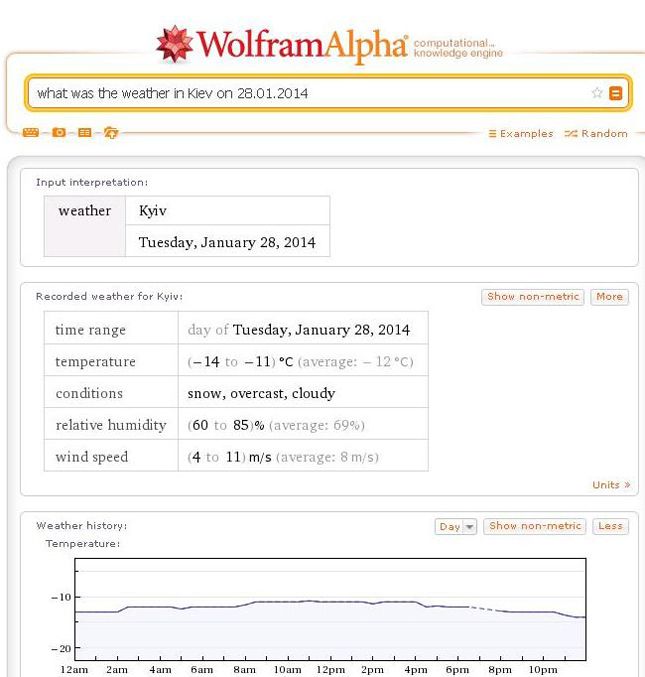 WolframAlpha® computational...
knowledge engine
what was the weather in Kiev on 28.01.2014
Examples Random
Input interpretation:
weather Kyiv
Tuesday, January 28, 2014
Recorded weather for Kyiv: Show non-metric More
time range day of Tuesday, January 28, 2014
temperature (−14 to −11) °C (average: −12 °C)
conditions snow, overcast, cloudy
relative humidity (60 to 85)% (average: 69%)
wind speed (4 to 11) m/s (average: 8 m/s)
Units »
Weather history: Day Show non-metric Less
Temperature:
−10
−20
12am 2am 4am 6am 8am 10am 12pm 2pm 4pm 6pm 8pm 10pm